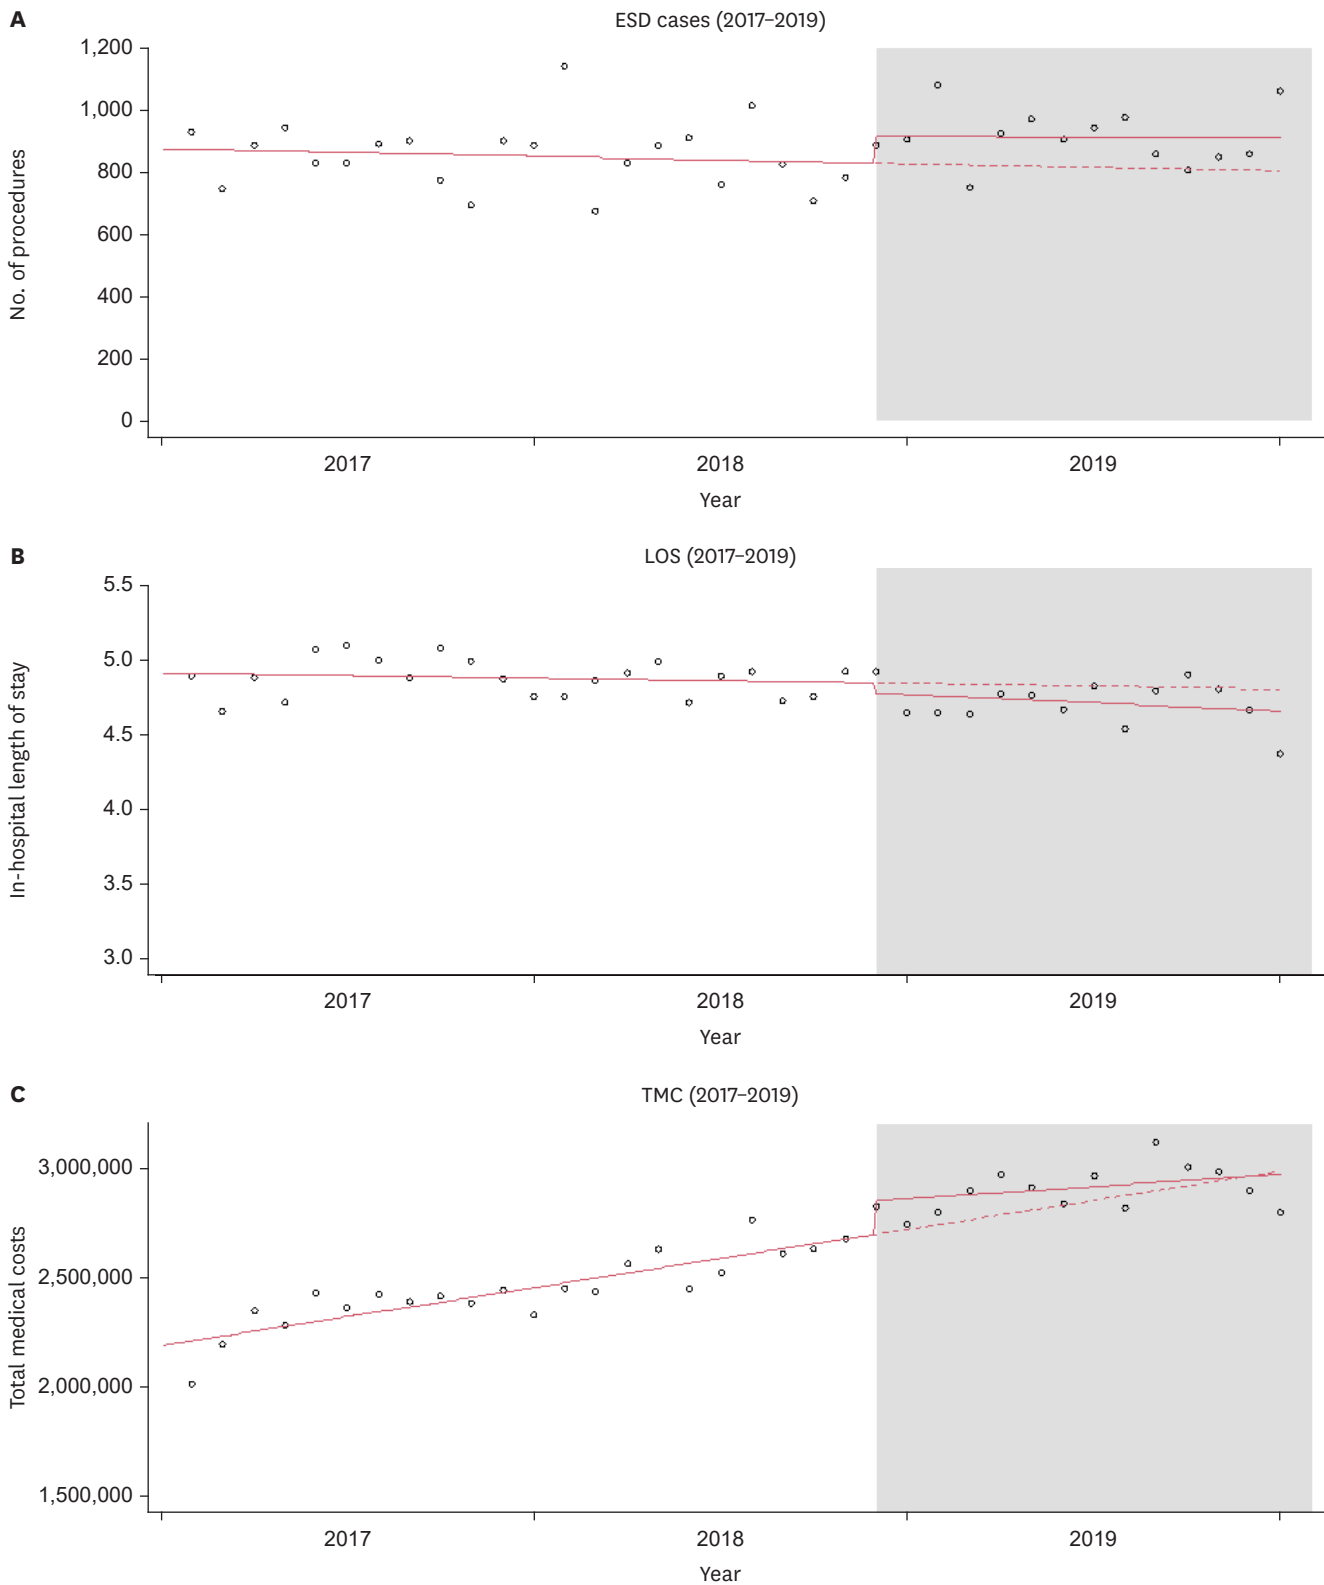 A
ESD cases (2017–2019)
1,200
1,000
800
600
400
200
0
No. of procedures
2017
2018
2019
Year
B
LOS (2017–2019)
5.5
5.0
4.5
4.0
3.5
3.0
In-hospital length of stay
2017
2018
2019
Year
C
TMC (2017–2019)
3,000,000
2,500,000
2,000,000
1,500,000
Total medical costs
2017
2018
2019
Year